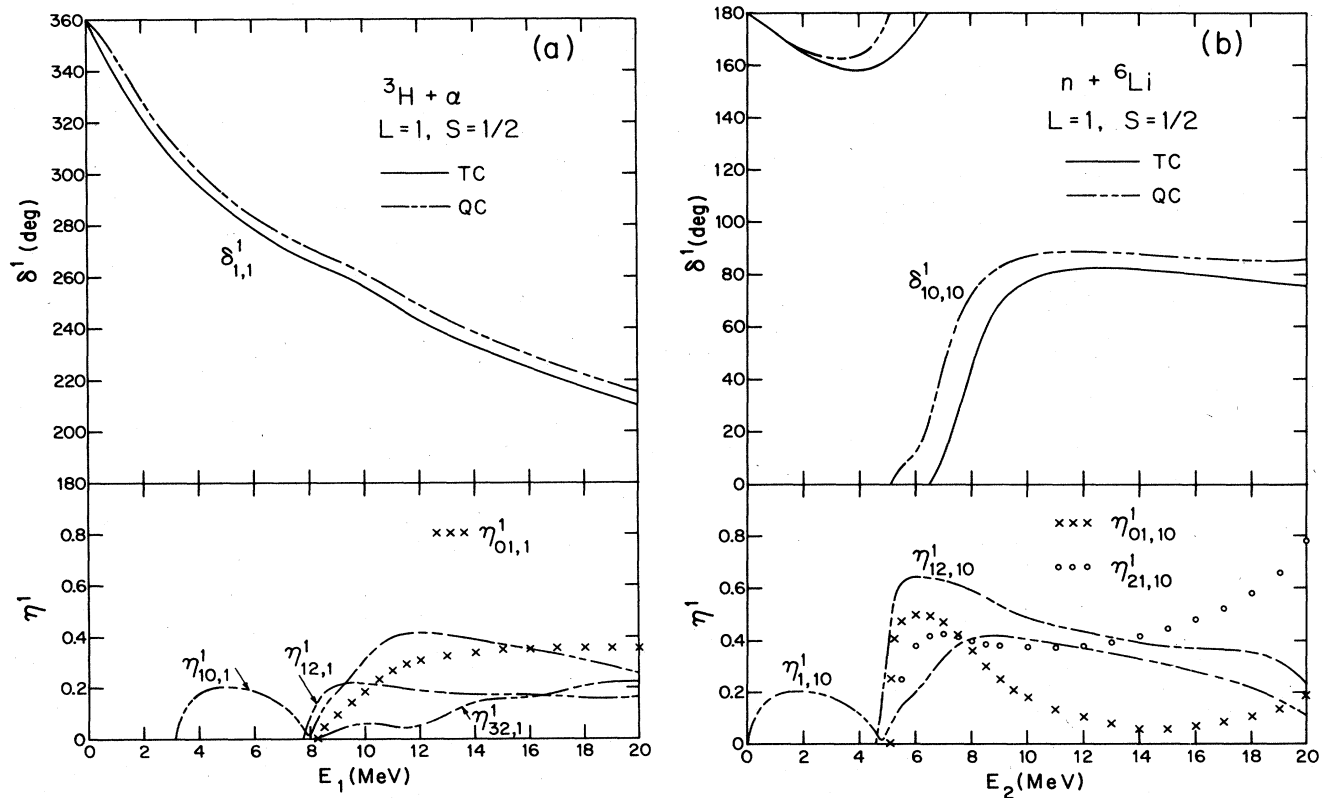 (a)
³H + α
L = 1, S = 1/2
TC
QC
δ¹₁,₁
δ¹ (deg)
360
340
320
300
280
260
240
220
200
180
××× η¹₀₁,₁
η¹₁₀,₁
η¹₁₂,₁
η¹₃₂,₁
η¹
0.8
0.6
0.4
0.2
0
0 2 4 6 8 10 12 14 16 18 20
E₁ (MeV)
(b)
n + ⁶Li
L = 1, S = 1/2
TC
QC
δ¹₁₀,₁₀
δ¹ (deg)
180
160
140
120
100
80
60
40
20
0
××× η¹₀₁,₁₀
∘∘∘ η¹₂₁,₁₀
η¹₁₂,₁₀
η¹₁,₁₀
η¹
0.8
0.6
0.4
0.2
0
0 2 4 6 8 10 12 14 16 18 20
E₂ (MeV)